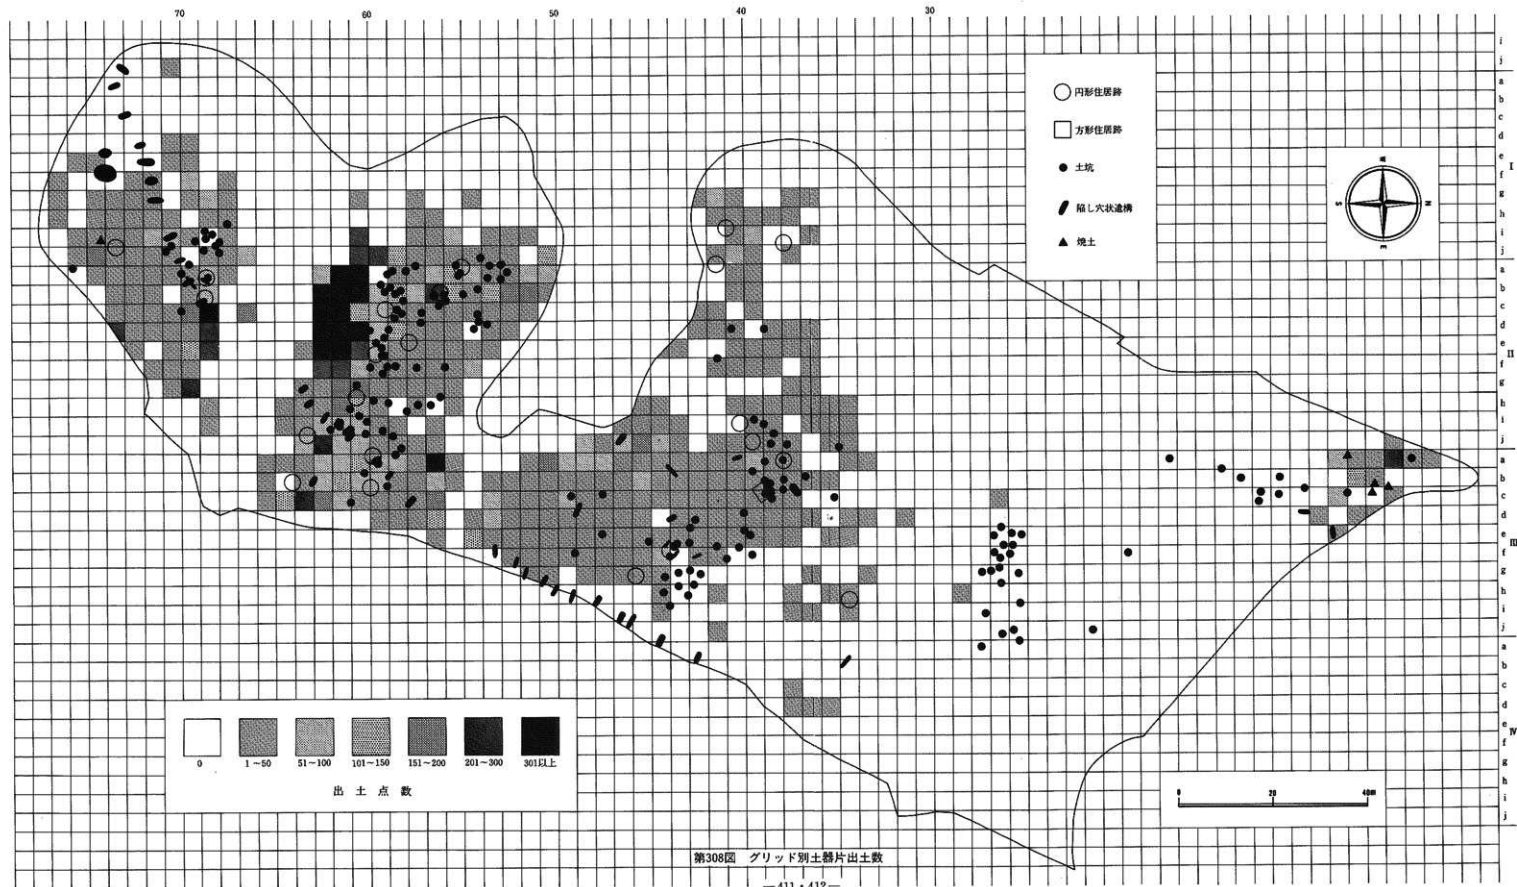 70 60 50 40 30
i
j
a
b
c
d
e
f
I
g
h
i
j
a
b
c
d
e
II
f
g
h
i
j
a
b
c
d
e
III
f
g
h
i
j
a
b
c
d
e
IV
f
g
h
i
j
円形住居跡
方形住居跡
土坑
陥し穴状遺構
焼土
W
S N
E
0 1~50 51~100 101~150 151~200 201~300 301以上
出土点数
0 20 40m
第308図 グリッド別土器片出土数
—411・412—